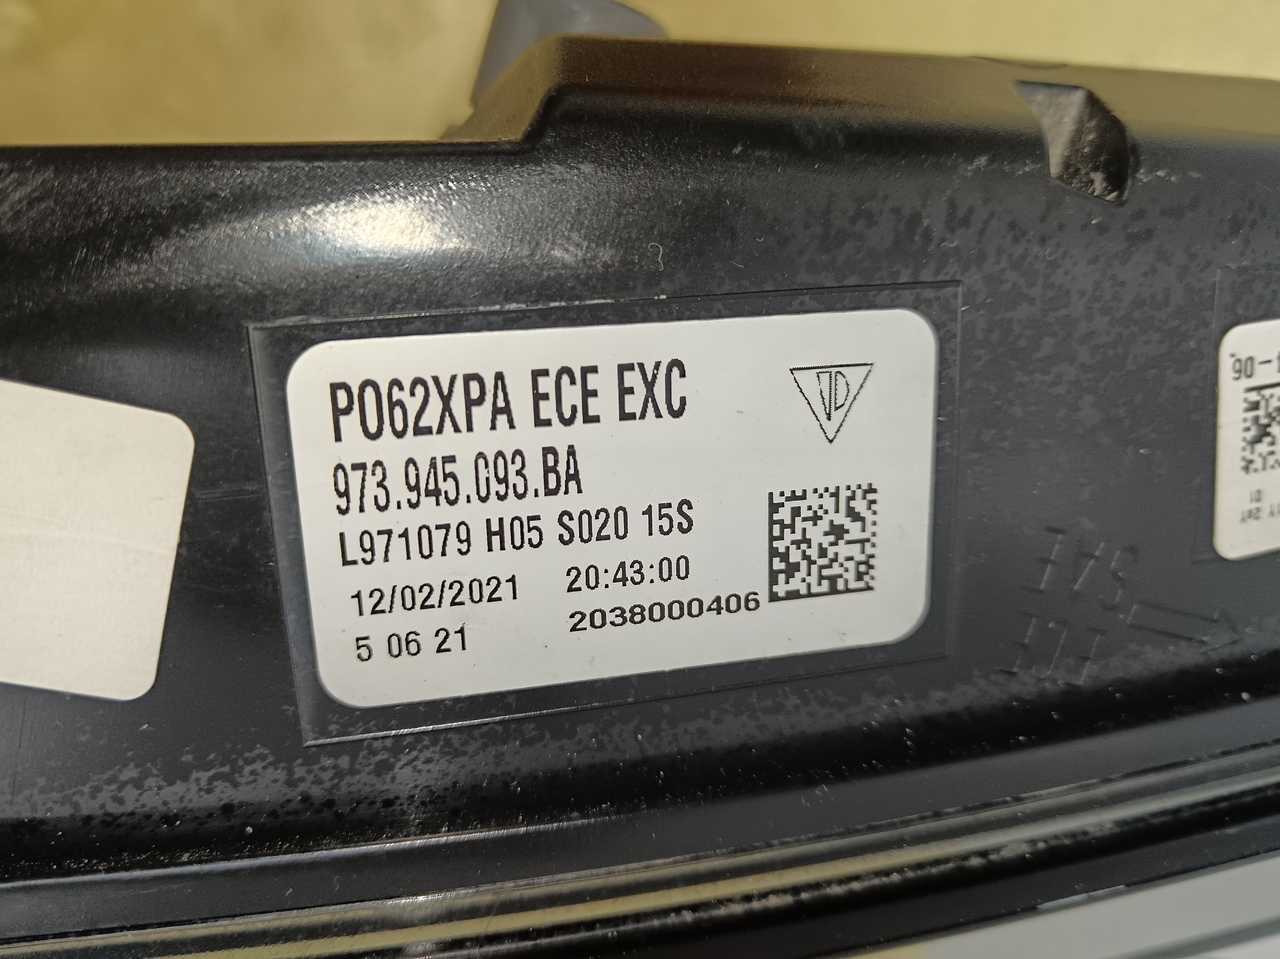 P062XPA ECE EXC
973.945.093.BA
L971079 H05 S020 15S
12/02/2021 20:43:00
5 06 21 2038000406